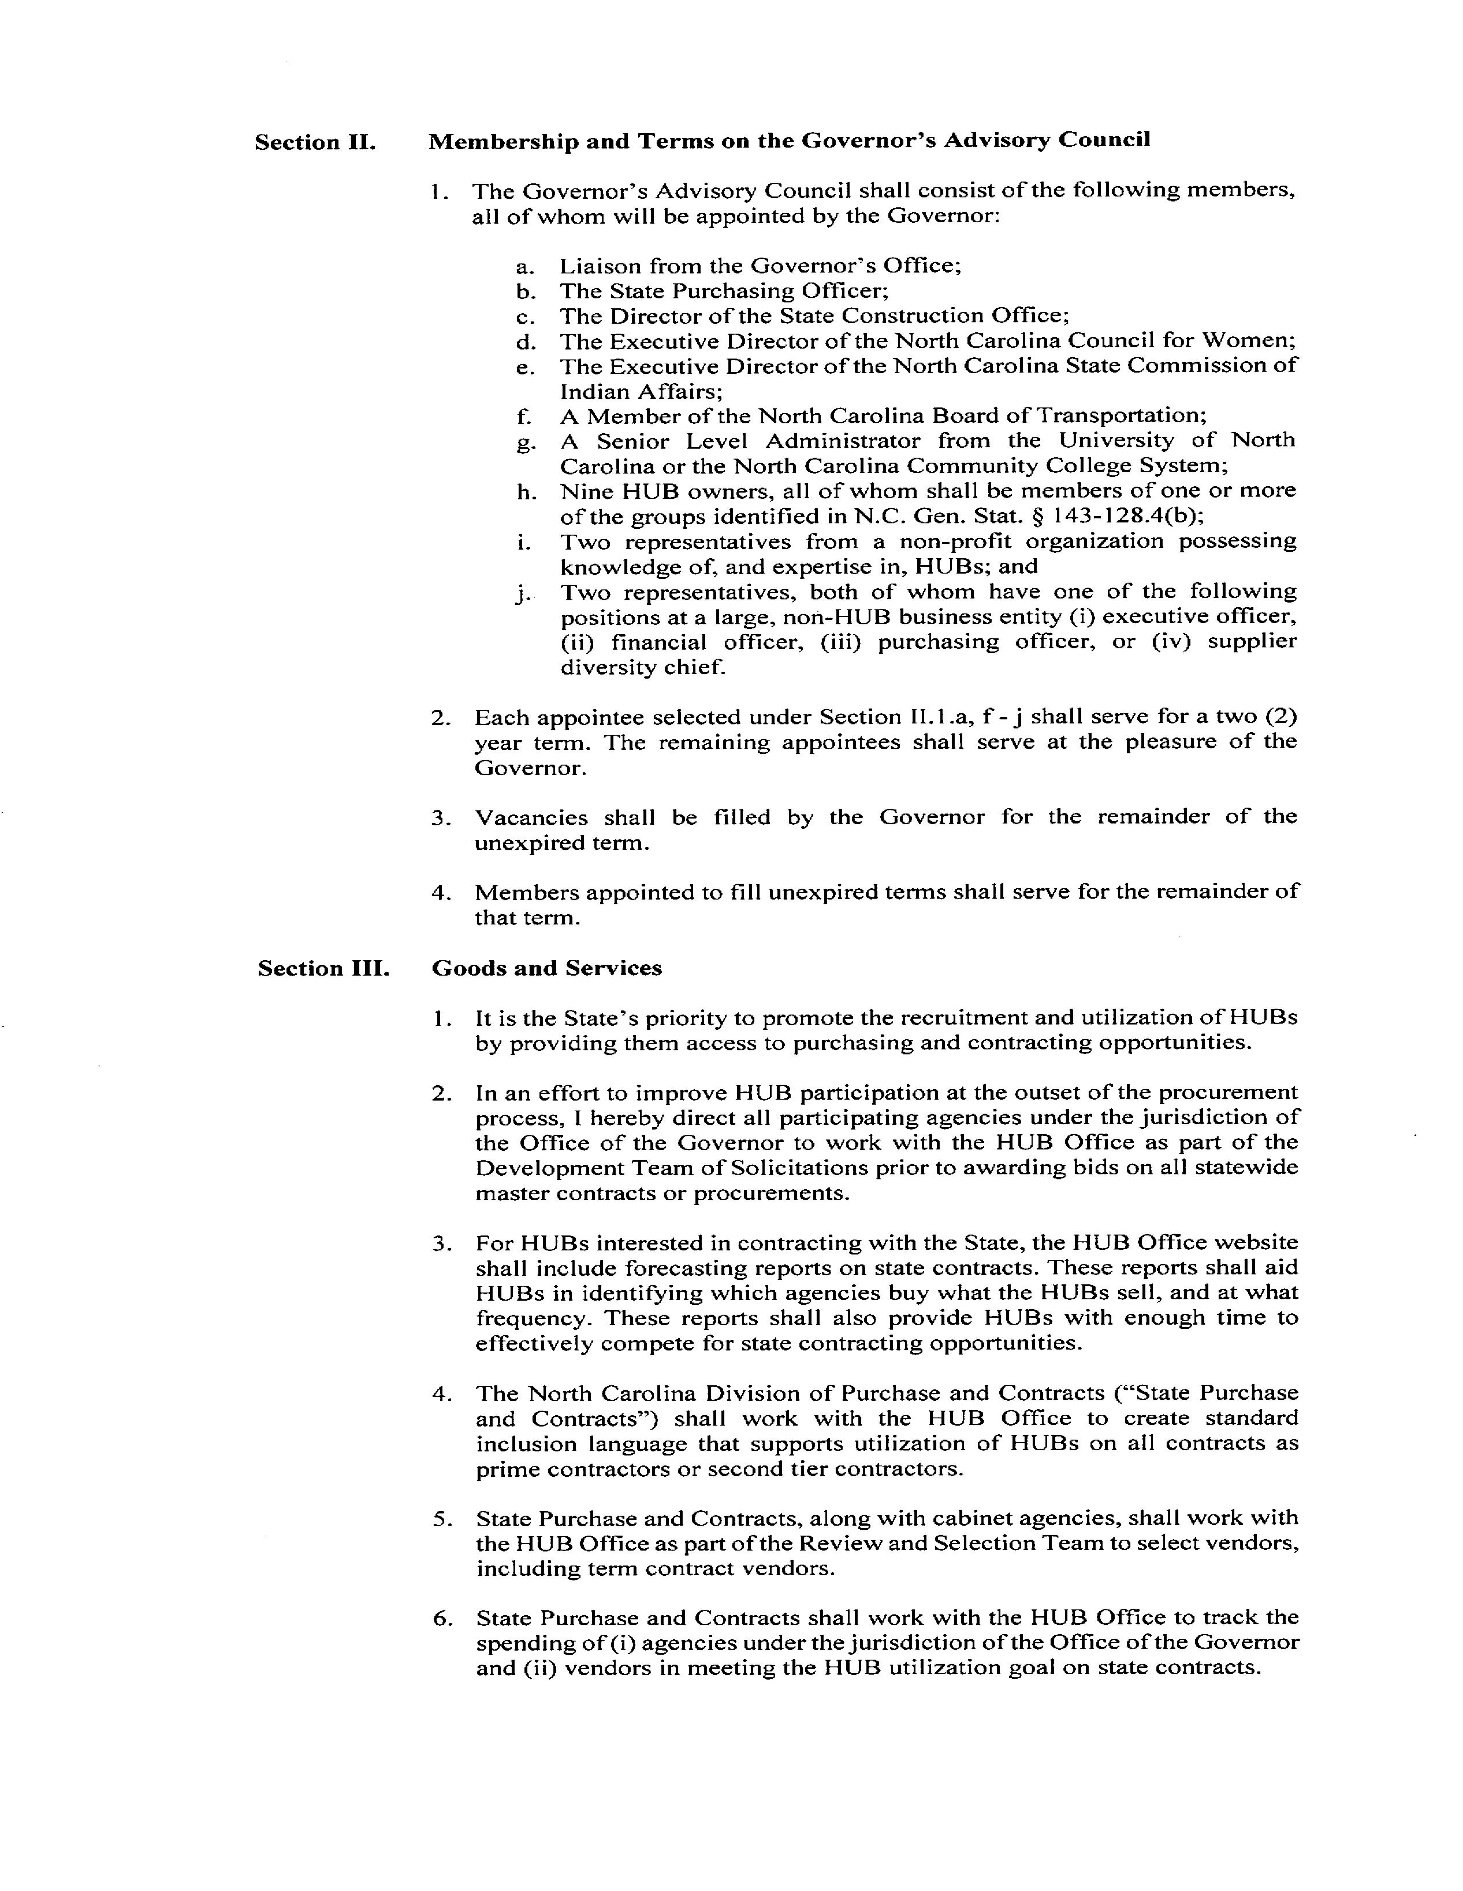 Section II. Membership and Terms on the Governor's Advisory Council
1. The Governor's Advisory Council shall consist of the following members,
all of whom will be appointed by the Governor:
a. Liaison from the Governor's Office;
b. The State Purchasing Officer;
c. The Director of the State Construction Office;
d. The Executive Director of the North Carolina Council for Women;
e. The Executive Director of the North Carolina State Commission of
Indian Affairs;
f. A Member of the North Carolina Board of Transportation;
g. A Senior Level Administrator from the University of North
Carolina or the North Carolina Community College System;
h. Nine HUB owners, all of whom shall be members of one or more
of the groups identified in N.C. Gen. Stat. § 143-128.4(b);
i. Two representatives from a non-profit organization possessing
knowledge of, and expertise in, HUBs; and
j. Two representatives, both of whom have one of the following
positions at a large, non-HUB business entity (i) executive officer,
(ii) financial officer, (iii) purchasing officer, or (iv) supplier
diversity chief.
2. Each appointee selected under Section II.1.a, f - j shall serve for a two (2)
year term. The remaining appointees shall serve at the pleasure of the
Governor.
3. Vacancies shall be filled by the Governor for the remainder of the
unexpired term.
4. Members appointed to fill unexpired terms shall serve for the remainder of
that term.
Section III. Goods and Services
1. It is the State's priority to promote the recruitment and utilization of HUBs
by providing them access to purchasing and contracting opportunities.
2. In an effort to improve HUB participation at the outset of the procurement
process, I hereby direct all participating agencies under the jurisdiction of
the Office of the Governor to work with the HUB Office as part of the
Development Team of Solicitations prior to awarding bids on all statewide
master contracts or procurements.
3. For HUBs interested in contracting with the State, the HUB Office website
shall include forecasting reports on state contracts. These reports shall aid
HUBs in identifying which agencies buy what the HUBs sell, and at what
frequency. These reports shall also provide HUBs with enough time to
effectively compete for state contracting opportunities.
4. The North Carolina Division of Purchase and Contracts ("State Purchase
and Contracts") shall work with the HUB Office to create standard
inclusion language that supports utilization of HUBs on all contracts as
prime contractors or second tier contractors.
5. State Purchase and Contracts, along with cabinet agencies, shall work with
the HUB Office as part of the Review and Selection Team to select vendors,
including term contract vendors.
6. State Purchase and Contracts shall work with the HUB Office to track the
spending of (i) agencies under the jurisdiction of the Office of the Governor
and (ii) vendors in meeting the HUB utilization goal on state contracts.